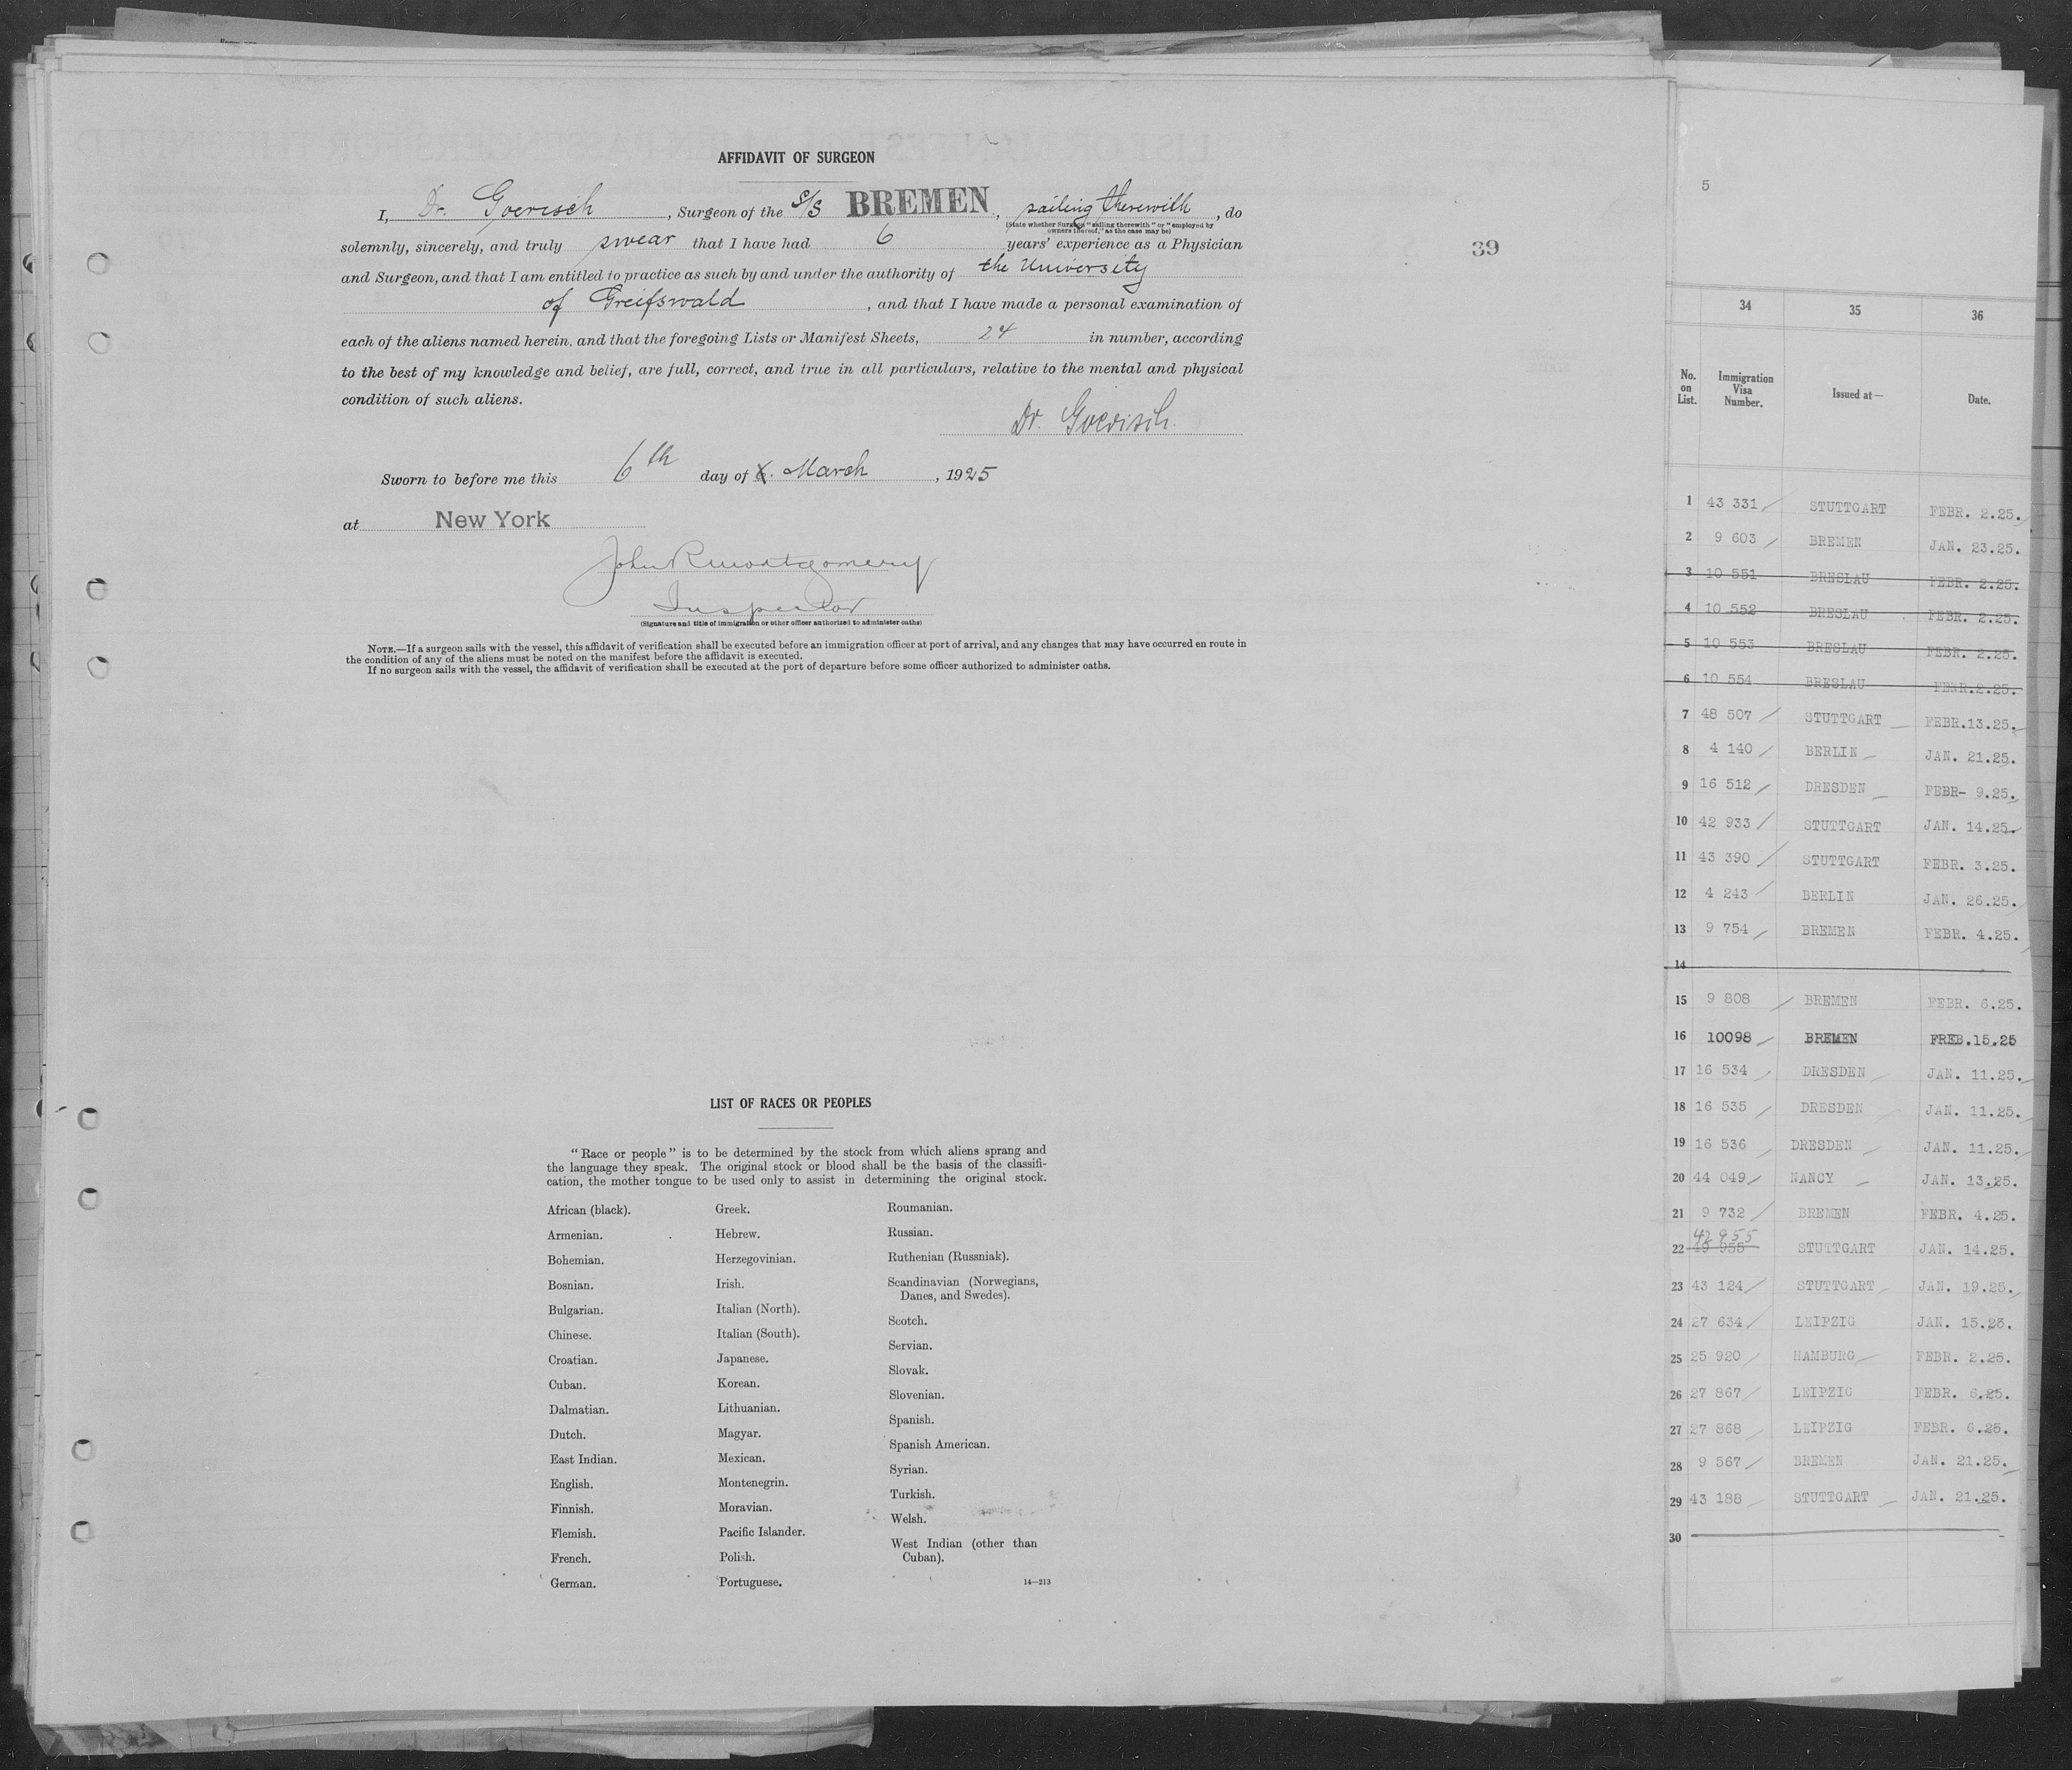 AFFIDAVIT OF SURGEON
I, Dr. Goerisch, Surgeon of the S/S BREMEN, sailing therewith, do
(State whether Surgeon "sailing therewith" or "employed by
owners thereof," as the case may be)
solemnly, sincerely, and truly swear that I have had 6 years' experience as a Physician
and Surgeon, and that I am entitled to practice as such by and under the authority of the University
of Greifswald, and that I have made a personal examination of
each of the aliens named herein, and that the foregoing Lists or Manifest Sheets, 24 in number, according
to the best of my knowledge and belief, are full, correct, and true in all particulars, relative to the mental and physical
condition of such aliens.
Dr. Goerisch.
Sworn to before me this 6th day of March, 1925
at New York
John R Montgomery
Inspector
(Signature and title of immigration or other officer authorized to administer oaths)
NOTE.—If a surgeon sails with the vessel, this affidavit of verification shall be executed before an immigration officer at port of arrival, and any changes that may have occurred en route in
the condition of any of the aliens must be noted on the manifest before the affidavit is executed.
If no surgeon sails with the vessel, the affidavit of verification shall be executed at the port of departure before some officer authorized to administer oaths.
39
LIST OF RACES OR PEOPLES
"Race or people" is to be determined by the stock from which aliens sprang and
the language they speak. The original stock or blood shall be the basis of the classifi-
cation, the mother tongue to be used only to assist in determining the original stock.
African (black).
Armenian.
Bohemian.
Bosnian.
Bulgarian.
Chinese.
Croatian.
Cuban.
Dalmatian.
Dutch.
East Indian.
English.
Finnish.
Flemish.
French.
German.
Greek.
Hebrew.
Herzegovinian.
Irish.
Italian (North).
Italian (South).
Japanese.
Korean.
Lithuanian.
Magyar.
Mexican.
Montenegrin.
Moravian.
Pacific Islander.
Polish.
Portuguese.
Roumanian.
Russian.
Ruthenian (Russniak).
Scandinavian (Norwegians,
Danes, and Swedes).
Scotch.
Servian.
Slovak.
Slovenian.
Spanish.
Spanish American.
Syrian.
Turkish.
Welsh.
West Indian (other than
Cuban).
14—213
5
34 35 36
No. on List. Immigration Visa Number. Issued at— Date.
1 43 331 STUTTGART FEBR. 2.25.
2 9 603 BREMEN JAN. 23.25.
3 10 551 BRESLAU FEBR. 2.25.
4 10 552 BRESLAU FEBR. 2.25.
5 10 553 BRESLAU FEBR. 2.25.
6 10 554 BRESLAU FEBR.2.25.
7 48 507 STUTTGART FEBR.13.25.
8 4 140 BERLIN JAN. 21.25.
9 16 512 DRESDEN FEBR- 9.25.
10 42 933 STUTTGART JAN. 14.25.
11 43 390 STUTTGART FEBR. 3.25.
12 4 243 BERLIN JAN. 26.25.
13 9 754 BREMEN FEBR. 4.25.
14
15 9 808 BREMEN FEBR. 6.25.
16 10098 BREMEN FREB.15.25
17 16 534 DRESDEN JAN. 11.25.
18 16 535 DRESDEN JAN. 11.25.
19 16 536 DRESDEN JAN. 11.25.
20 44 049 NANCY JAN. 13.25.
21 9 732 BREMEN FEBR. 4.25.
42955
22 49 955 STUTTGART JAN. 14.25.
23 43 124 STUTTGART JAN. 19.25.
24 27 634 LEIPZIG JAN. 15.25.
25 25 920 HAMBURG FEBR. 2.25.
26 27 867 LEIPZIG FEBR. 6.25.
27 27 868 LEIPZIG FEBR. 6.25.
28 9 567 BREMEN JAN. 21.25.
29 43 188 STUTTGART JAN. 21.25.
30